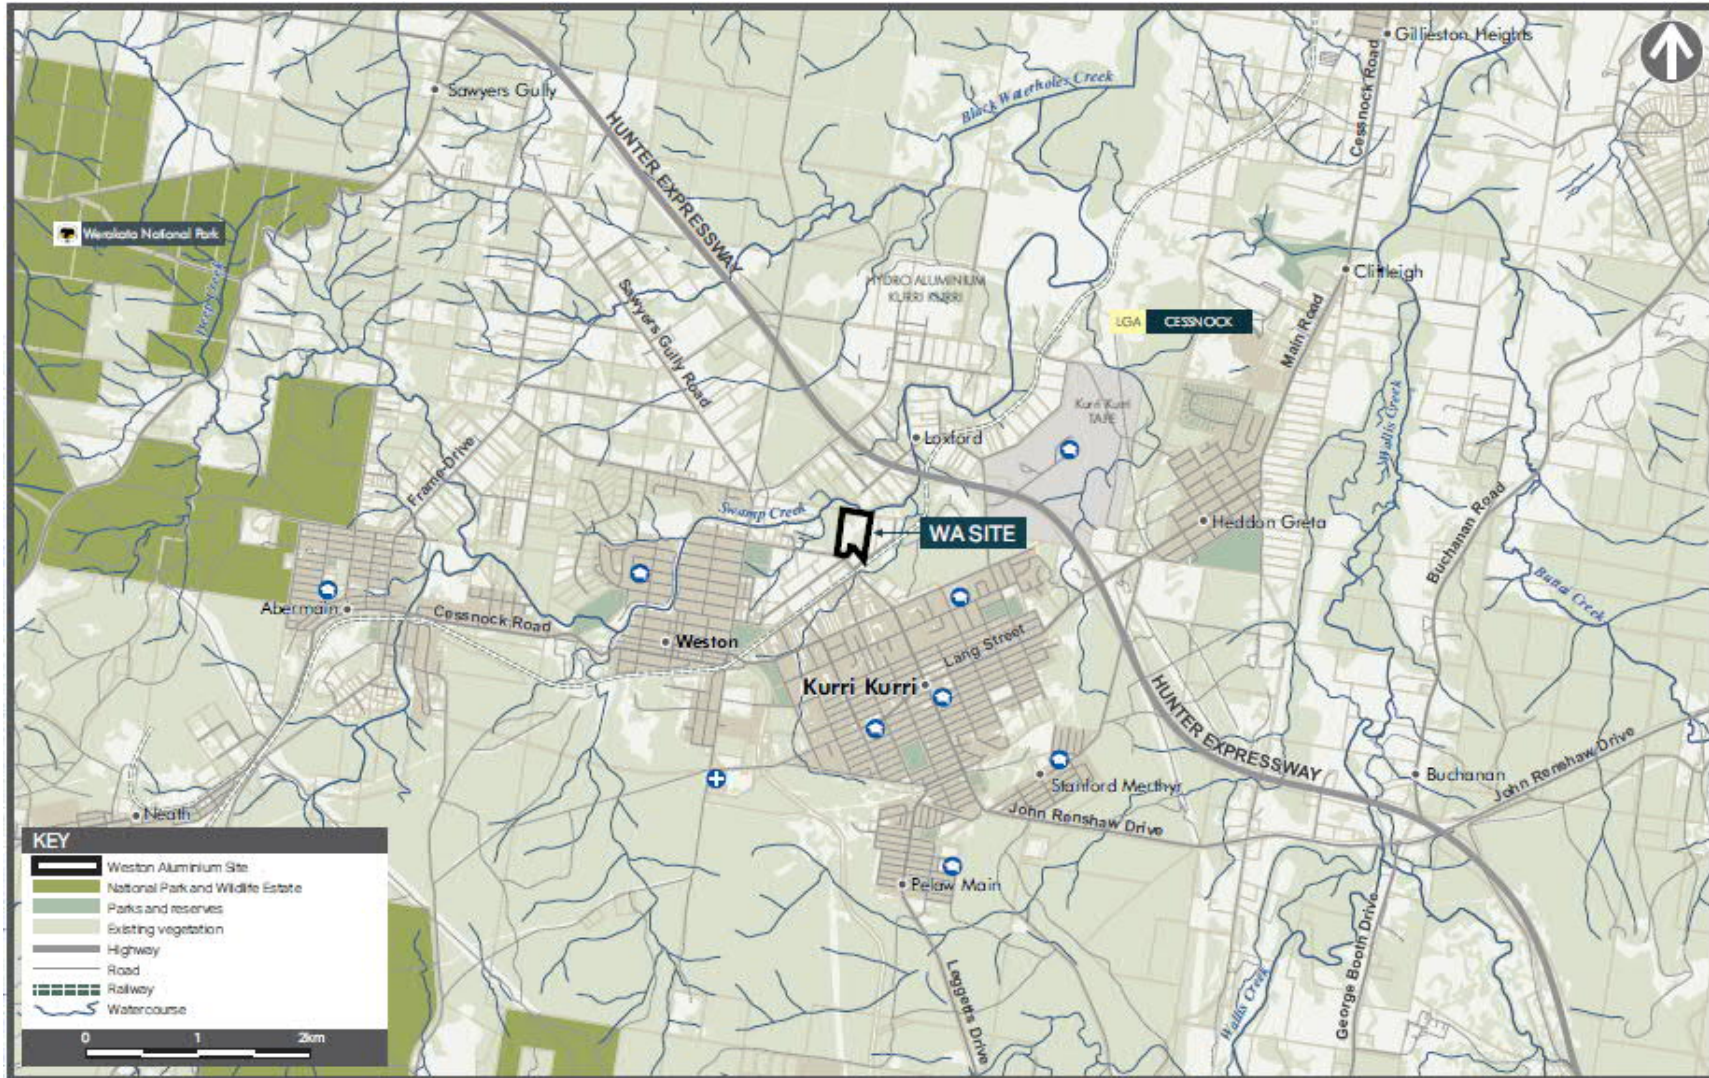 Gillieston Heights
Sawyers Gully
Black Waterholes Creek
Cessnock Road
HUNTER EXPRESSWAY
Werakata National Park
Deep Creek
HYDRO ALUMINIUM
KURRI KURRI
Cliftleigh
Sawyers Gully Road
LGA CESSNOCK
Main Road
Kurri Kurri
TAFE
Wallis Creek
Loxford
Frame Drive
Swamp Creek
WA SITE
Heddon Greta
Buchanan Road
Buttai Creek
Abermain
Cessnock Road
Weston
Lang Street
Kurri Kurri
HUNTER EXPRESSWAY
Stanford Merthyr
Buchanan
John Renshaw Drive
John Renshaw Drive
Neath
Pelaw Main
Leggetts Drive
Wallis Creek
George Booth Drive
KEY
Weston Aluminium Site
National Park and Wildlife Estate
Parks and reserves
Existing vegetation
Highway
Road
Railway
Watercourse
0 1 2km